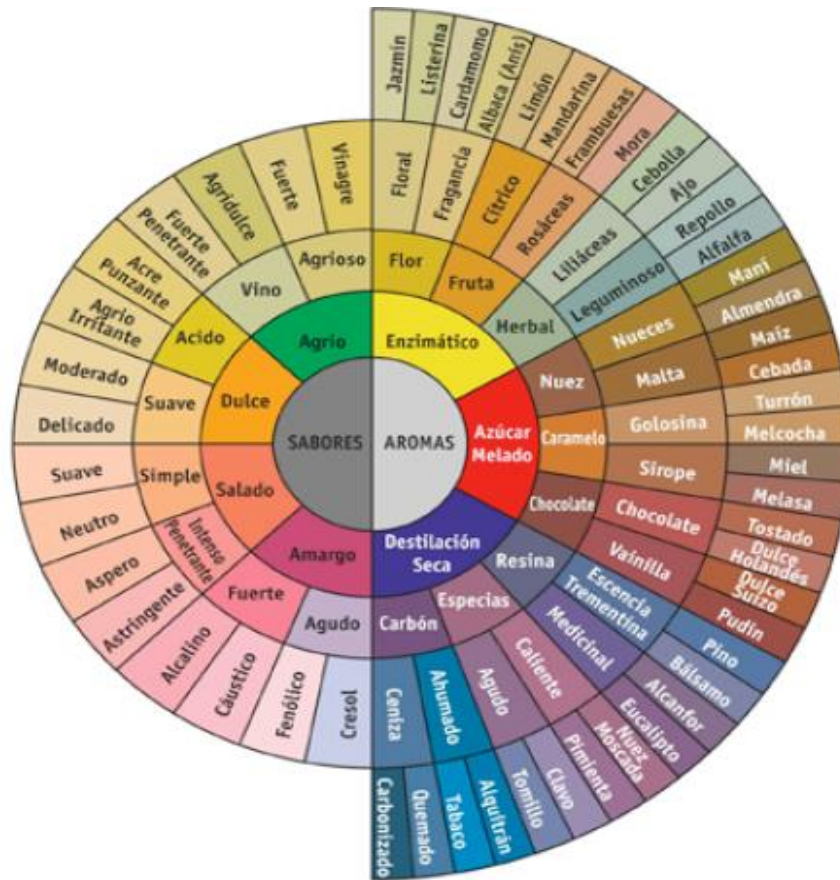 SABORES
AROMAS
Agrio
Dulce
Salado
Amargo
Agrioso
Vino
Acido
Suave
Simple
Intenso
Penetrante
Fuerte
Agudo
Vinagre
Fuerte
Agridulce
Fuerte
Penetrante
Acre
Punzante
Agrio
Irritante
Moderado
Delicado
Suave
Neutro
Aspero
Astringente
Alcalino
Cáustico
Fenólico
Cresol
Enzimático
Azúcar
Melado
Destilación
Seca
Flor
Fruta
Herbal
Nuez
Caramelo
Chocolate
Resina
Especias
Carbón
Floral
Fragancia
Cítrico
Rosáceas
Liliáceas
Leguminoso
Nueces
Malta
Golosina
Sirope
Chocolate
Vainilla
Escencia
Trementina
Medicinal
Caliente
Agudo
Ahumado
Ceniza
Jazmín
Listerina
Cardamomo
Albaca (Anís)
Limón
Mandarina
Frambuesas
Mora
Cebolla
Ajo
Repollo
Alfalfa
Maní
Almendra
Maíz
Cebada
Turrón
Melcocha
Miel
Melasa
Tostado
Dulce
Holandés
Dulce
Suizo
Pudín
Pino
Bálsamo
Alcanfor
Eucalipto
Nuez
Moscada
Pimienta
Clavo
Tomillo
Alquitrán
Tabaco
Quemado
Carbonizado